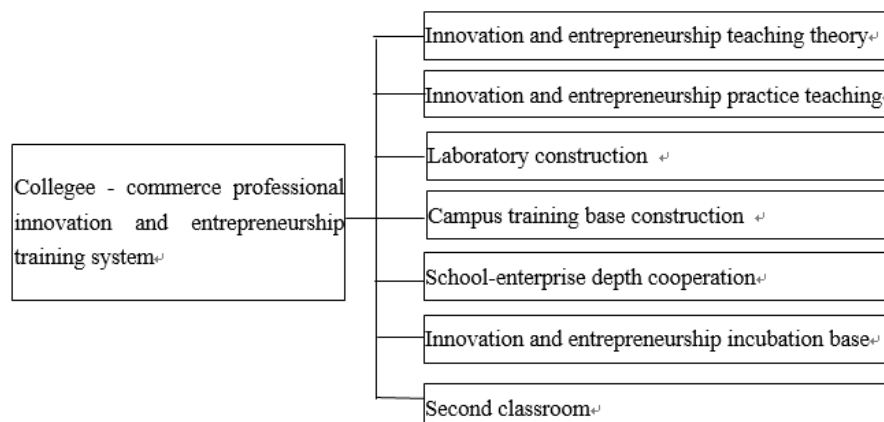 Innovation and entrepreneurship teaching theory
Innovation and entrepreneurship practice teaching
Laboratory construction
Collegee - commerce professional
innovation and entrepreneurship
training system
Campus training base construction
School-enterprise depth cooperation
Innovation and entrepreneurship incubation base
Second classroom